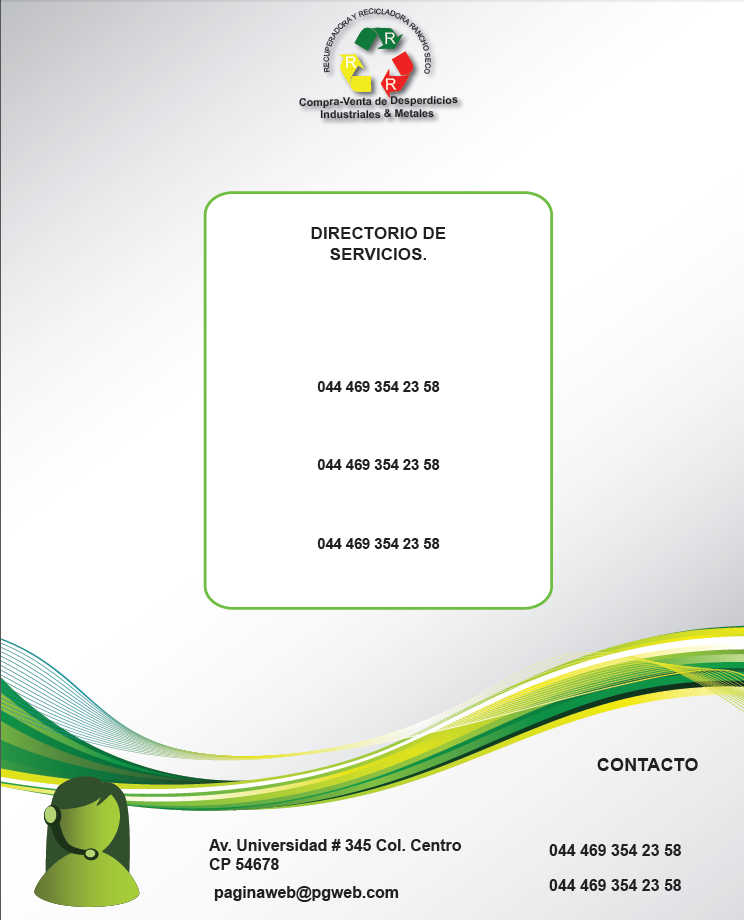 RECUPERADORA Y RECICLADORA RANCHO SECO
R
R
R
Compra-Venta de Desperdicios
Industriales & Metales
DIRECTORIO DE
SERVICIOS.
044 469 354 23 58
044 469 354 23 58
044 469 354 23 58
CONTACTO
Av. Universidad # 345 Col. Centro
CP 54678
paginaweb@pgweb.com
044 469 354 23 58
044 469 354 23 58